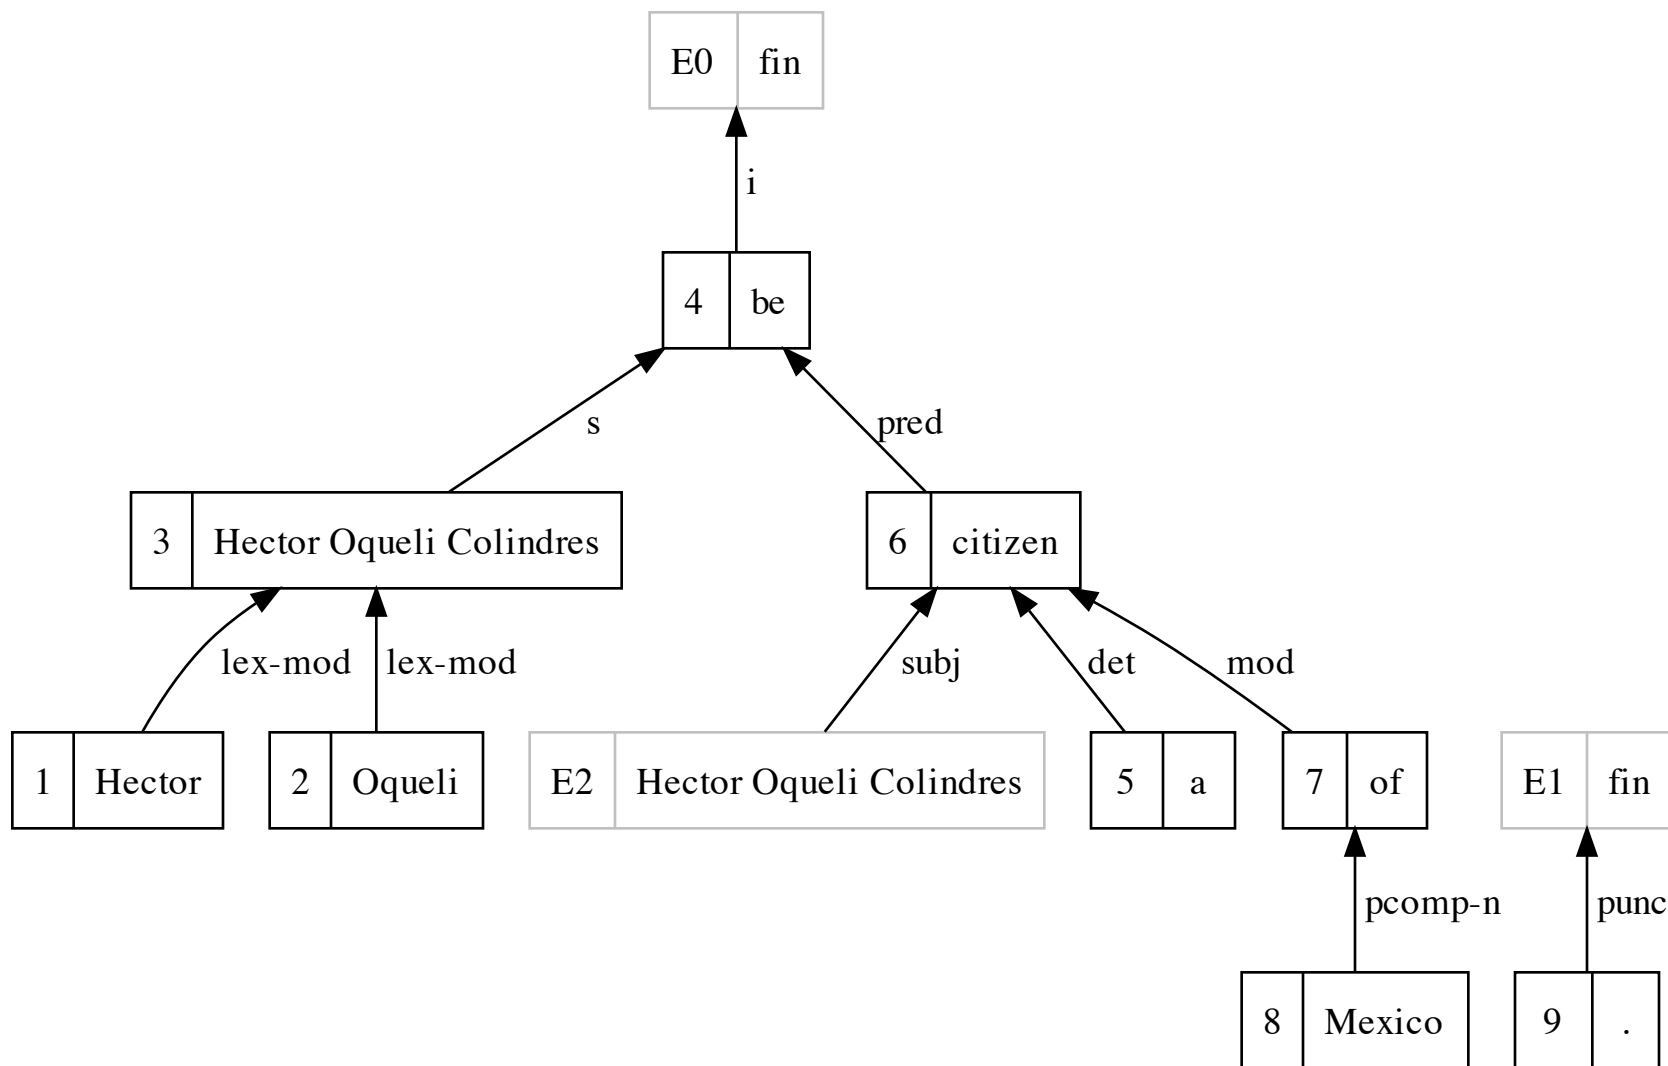 E0 fin
i
4 be
s pred
3 Hector Oqueli Colindres 6 citizen
lex-mod lex-mod subj det mod
1 Hector 2 Oqueli E2 Hector Oqueli Colindres 5 a 7 of E1 fin
pcomp-n punc
8 Mexico 9 .